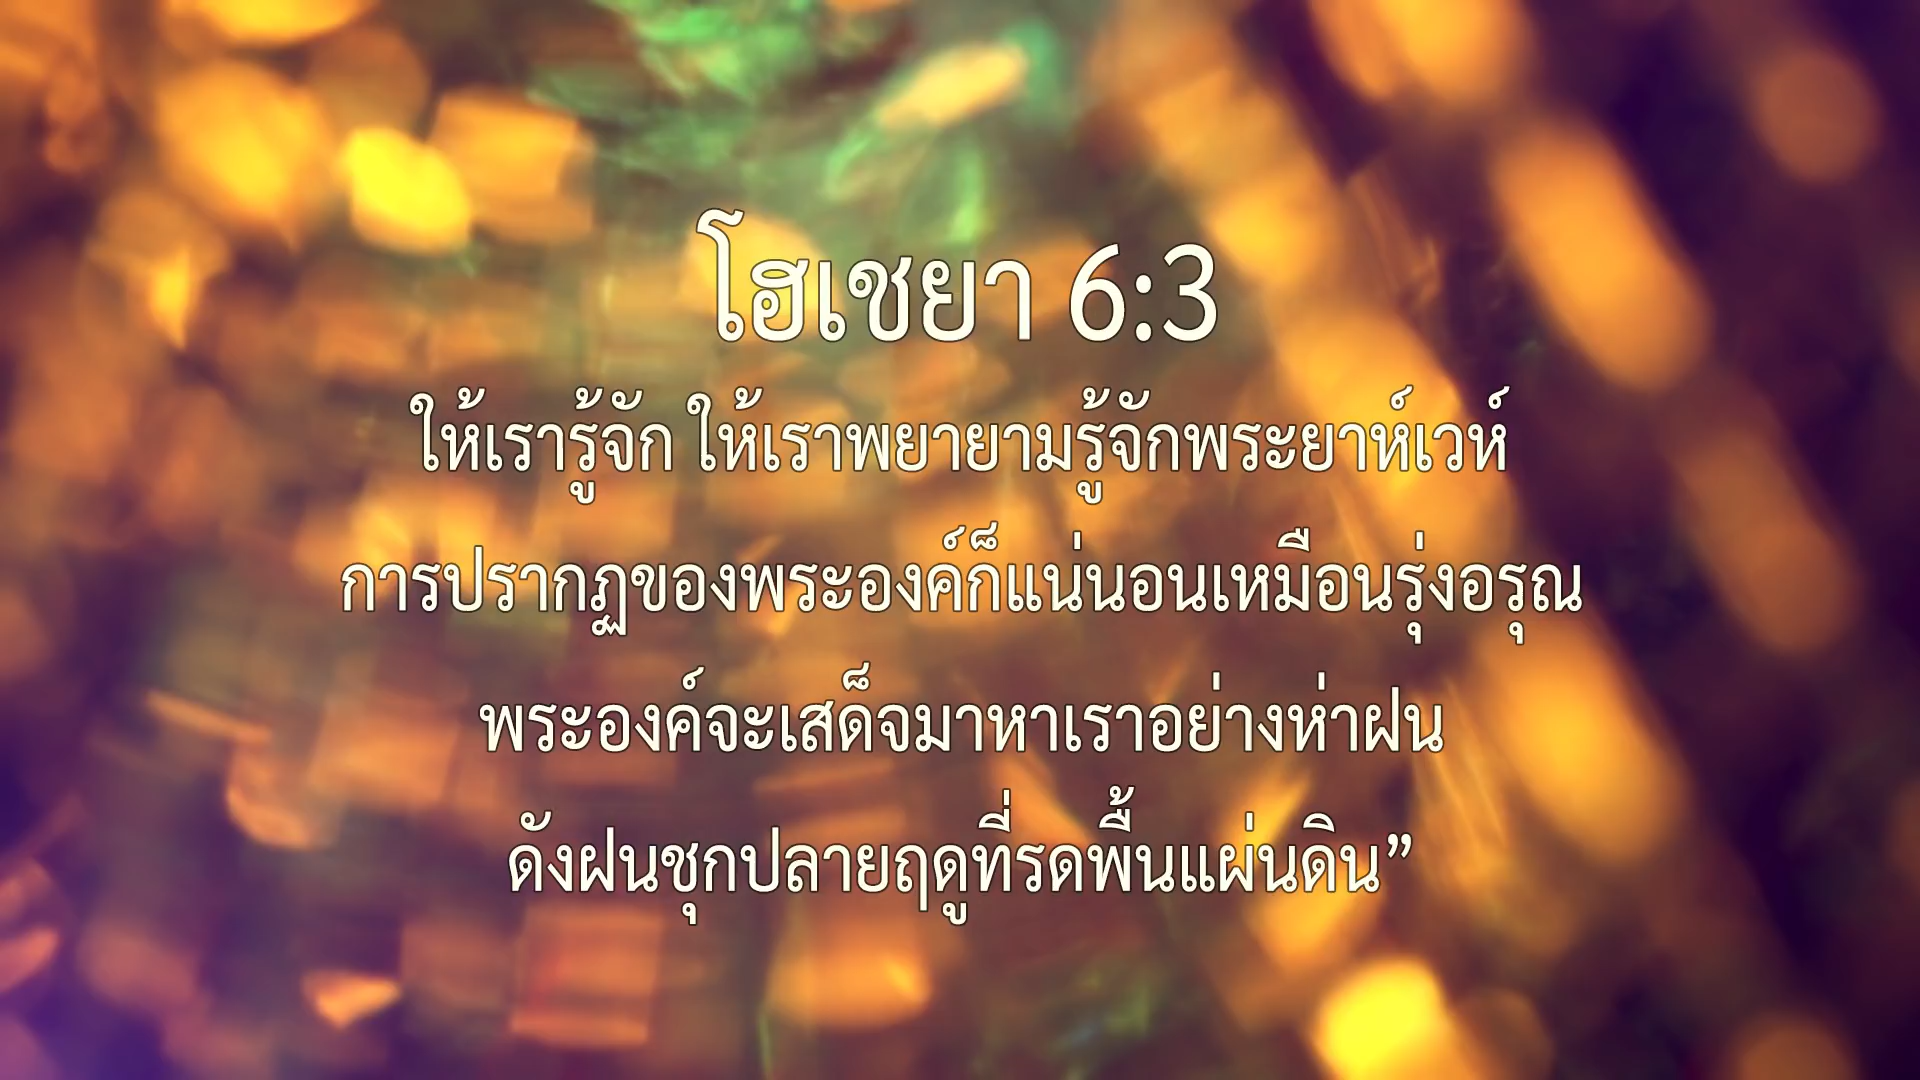 โฮเชยา 6:3
ให้เรารู้จัก ให้เราพยายามรู้จักพระยาห์เวห์
การปรากฏของพระองค์ก็แน่นอนเหมือนรุ่งอรุณ
พระองค์จะเสด็จมาหาเราอย่างห่าฝน
ดังฝนชุกปลายฤดูที่รดพื้นแผ่นดิน”